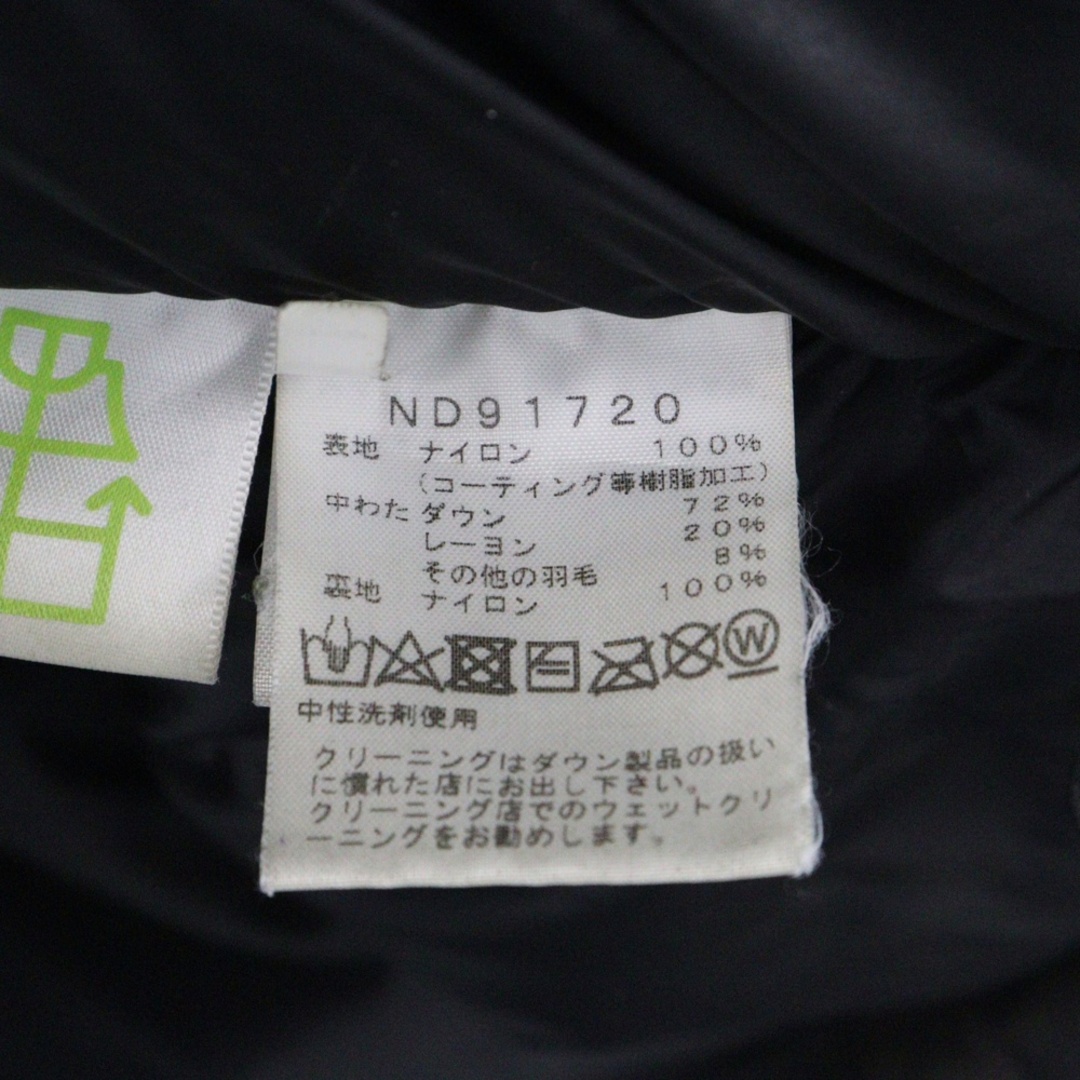 ND91720
表地 ナイロン 100%
(コーティング等樹脂加工)
中わた ダウン 72%
レーヨン 20%
その他の羽毛 8%
裏地 ナイロン 100%
W
中性洗剤使用
クリーニングはダウン製品の扱い
に慣れた店にお出し下さい。
クリーニング店でのウェットクリ
ーニングをお勧めします。